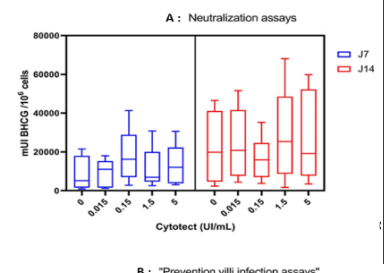 A : Neutralization assays
80000
60000
40000
20000
0
mUI BHCG /10⁶ cells
J7
J14
0 0.015 0.15 1.5 5 0 0.015 0.15 1.5 5
Cytotect (UI/mL)
B : "Prevention villi infection assays"